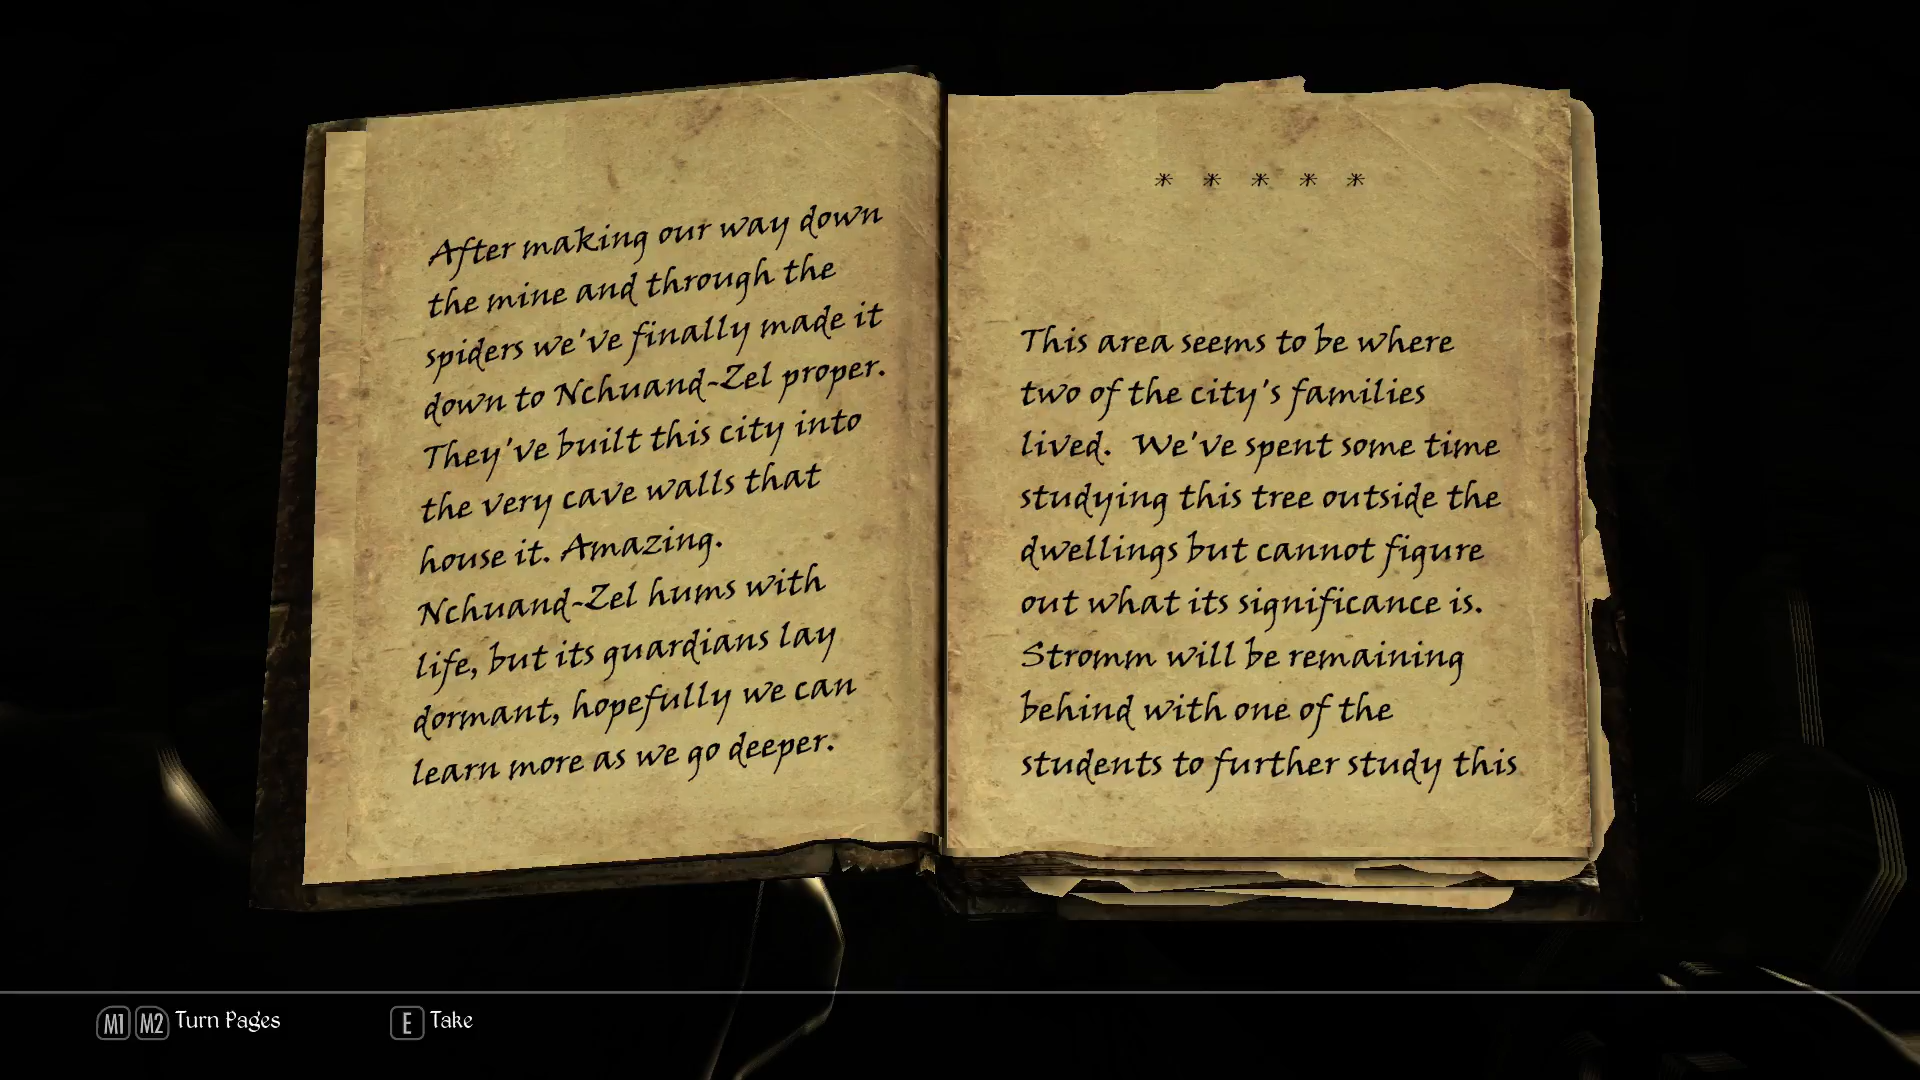 After making our way down
the mine and through the
spiders we've finally made it
down to Nchuand-Zel proper.
They've built this city into
the very cave walls that
house it. Amazing.
Nchuand-Zel hums with
life, but its guardians lay
dormant, hopefully we can
learn more as we go deeper.
* * * * *
This area seems to be where
two of the city's families
lived.  We've spent some time
studying this tree outside the
dwellings but cannot figure
out what its significance is.
Stromm will be remaining
behind with one of the
students to further study this
M1 M2 Turn Pages
E Take